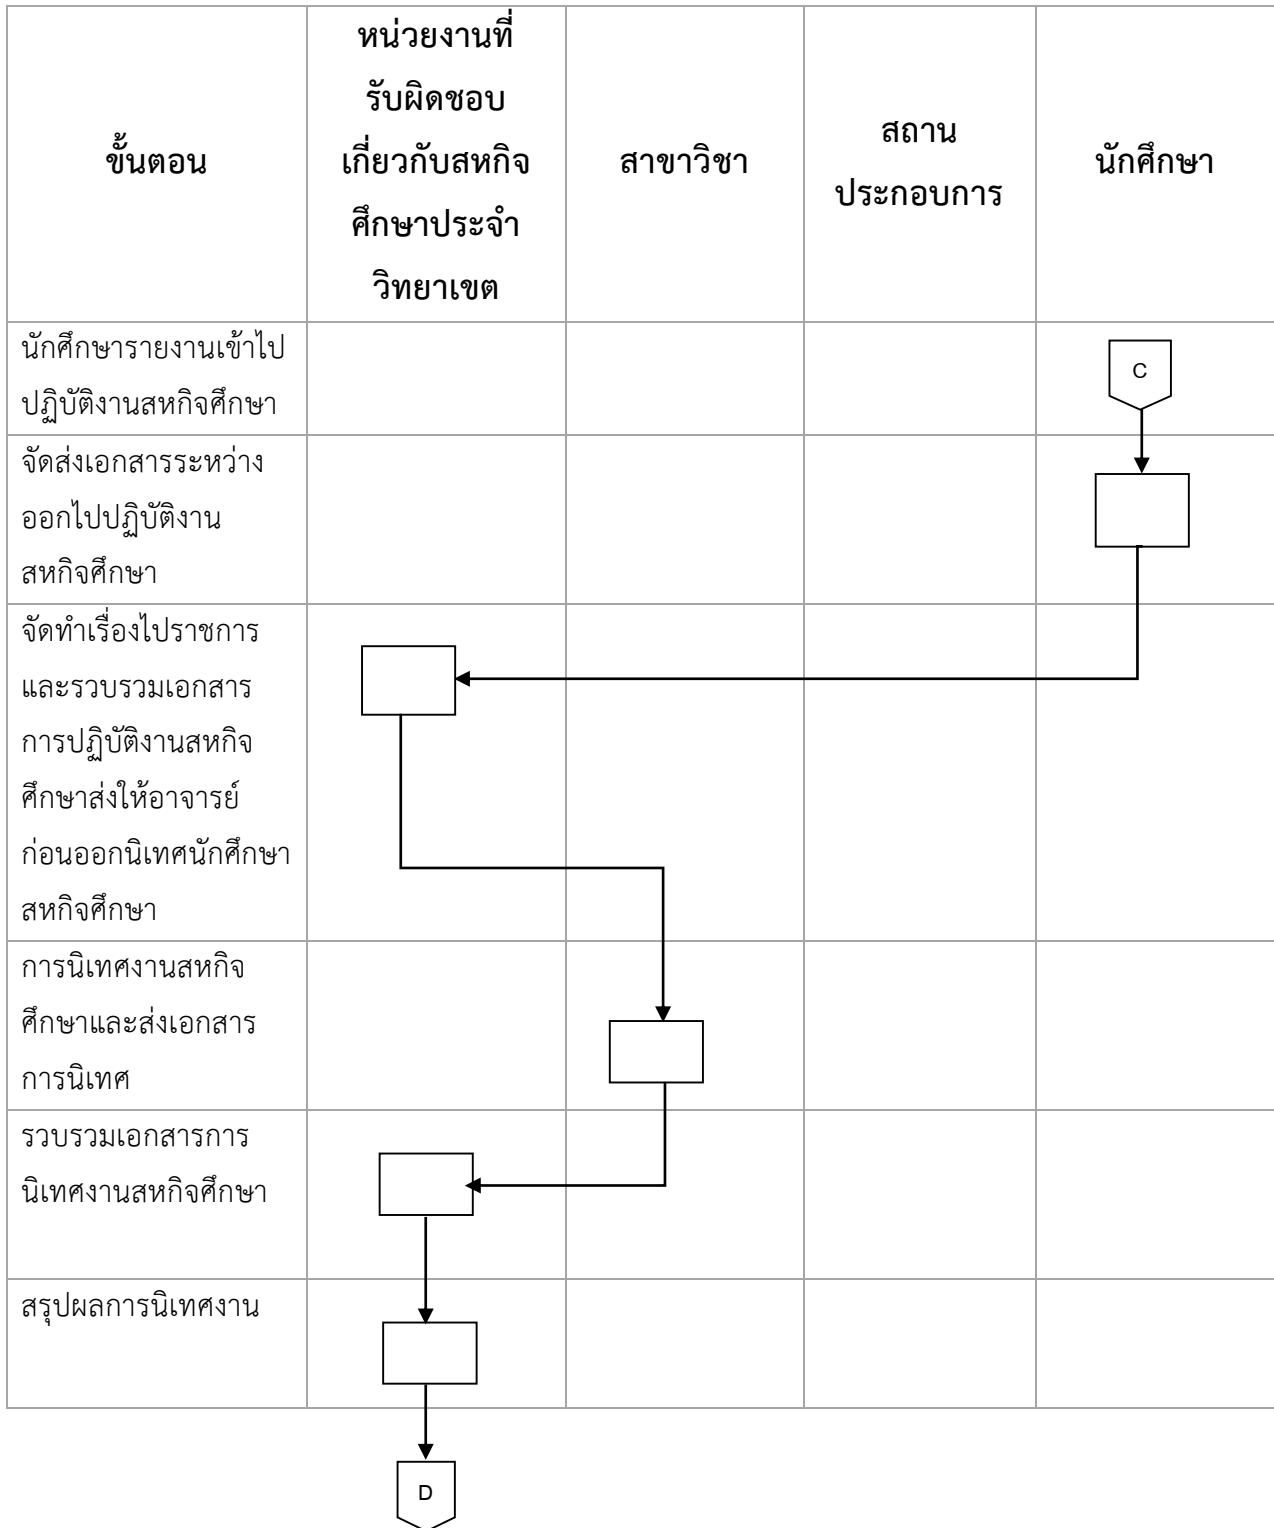 ขั้นตอน
หน่วยงานที่
รับผิดชอบ
เกี่ยวกับสหกิจ
ศึกษาประจำ
วิทยาเขต
สาขาวิชา
สถาน
ประกอบการ
นักศึกษา
นักศึกษารายงานเข้าไป
ปฏิบัติงานสหกิจศึกษา
C
จัดส่งเอกสารระหว่าง
ออกไปปฏิบัติงาน
สหกิจศึกษา
จัดทำเรื่องไปราชการ
และรวบรวมเอกสาร
การปฏิบัติงานสหกิจ
ศึกษาส่งให้อาจารย์
ก่อนออกนิเทศนักศึกษา
สหกิจศึกษา
การนิเทศงานสหกิจ
ศึกษาและส่งเอกสาร
การนิเทศ
รวบรวมเอกสารการ
นิเทศงานสหกิจศึกษา
สรุปผลการนิเทศงาน
D